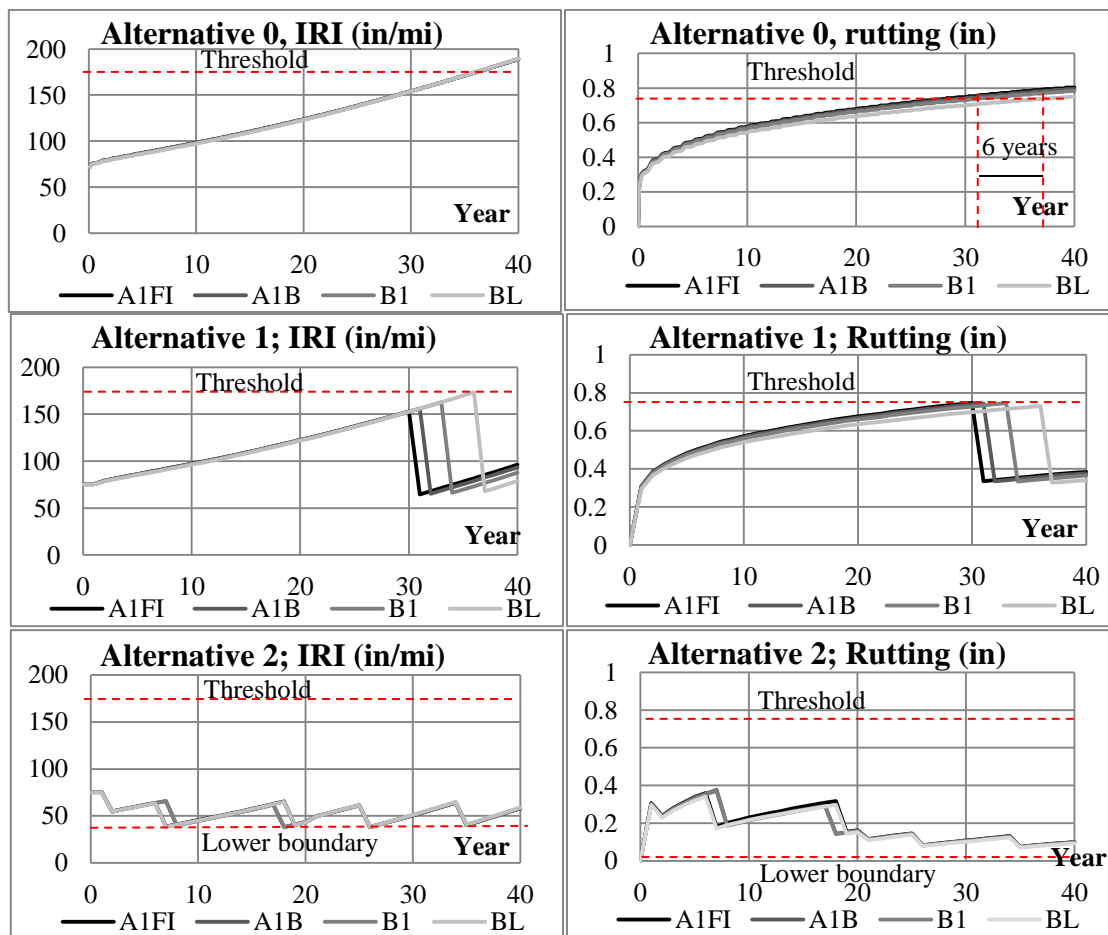 Alternative 0, IRI (in/mi)
200
Threshold
150
100
50
Year
0
0 10 20 30 40
A1FI A1B B1 BL
Alternative 0, rutting (in)
1
Threshold
0.8
0.6
6 years
0.4
0.2
Year
0
0 10 20 30 40
A1FI A1B B1 BL
Alternative 1; IRI (in/mi)
200
Threshold
150
100
50
Year
0
0 10 20 30 40
A1FI A1B B1 BL
Alternative 1; Rutting (in)
1
Threshold
0.8
0.6
0.4
0.2
Year
0
0 10 20 30 40
A1FI A1B B1 BL
Alternative 2; IRI (in/mi)
200
Threshold
150
100
50
Lower boundary
Year
0
0 10 20 30 40
A1FI A1B B1 BL
Alternative 2; Rutting (in)
1
Threshold
0.8
0.6
0.4
0.2
Year
0
Lower boundary
0 10 20 30 40
A1FI A1B B1 BL